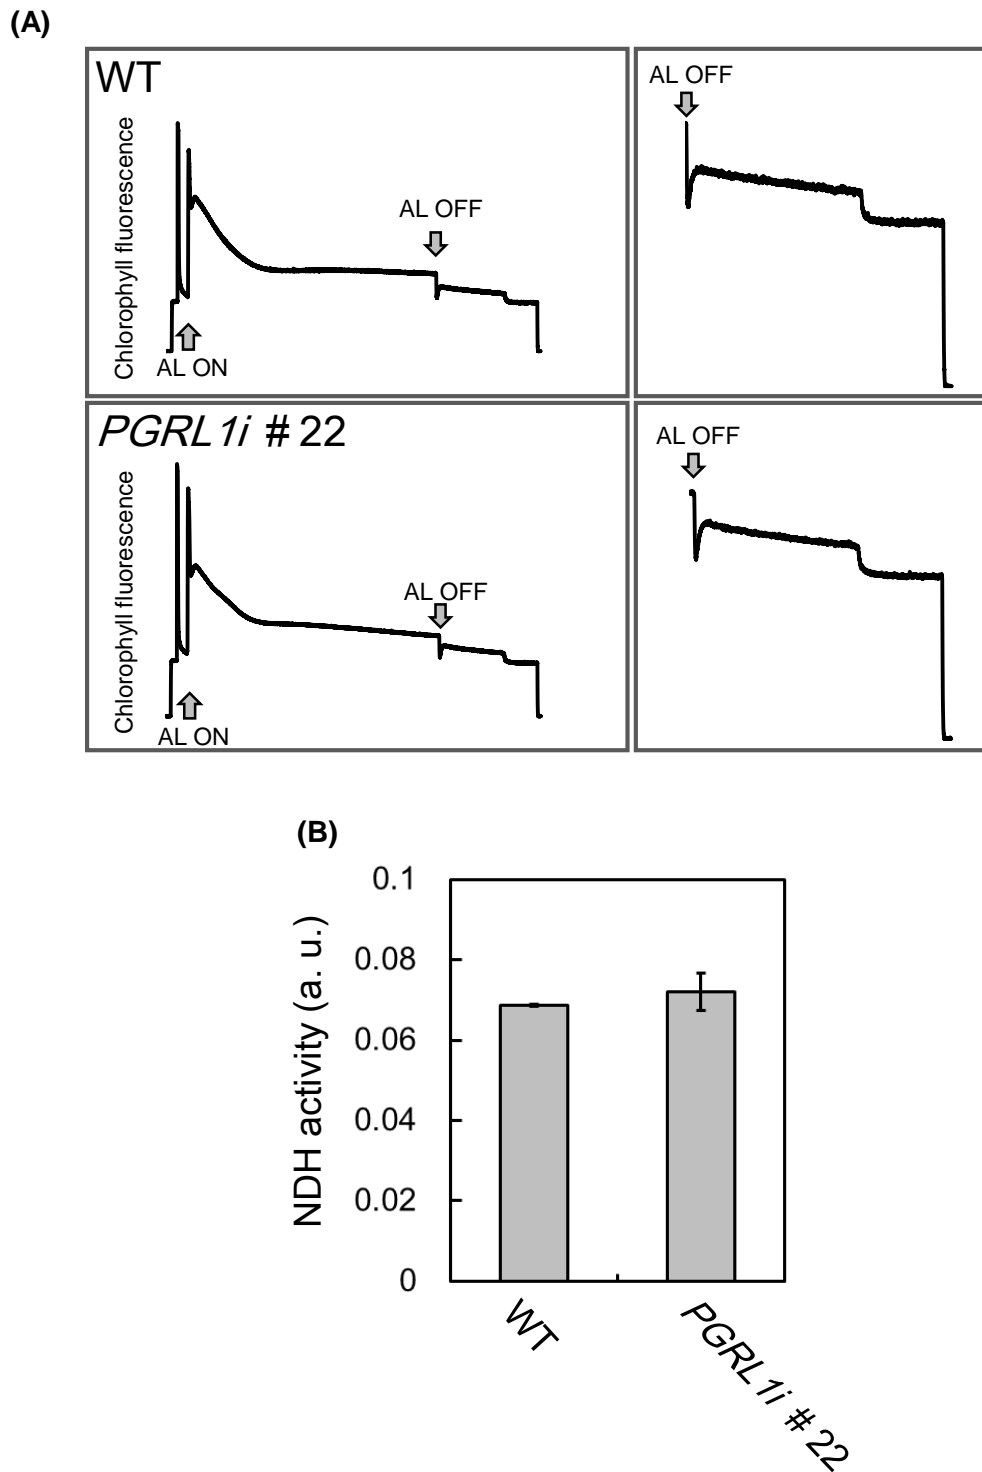 (A)
WT
Chlorophyll fluorescence
AL ON
AL OFF
AL OFF
PGRL1i # 22
Chlorophyll fluorescence
AL ON
AL OFF
AL OFF
(B)
NDH activity (a. u.)
0.1
0.08
0.06
0.04
0.02
0
WT
PGRL1i # 22